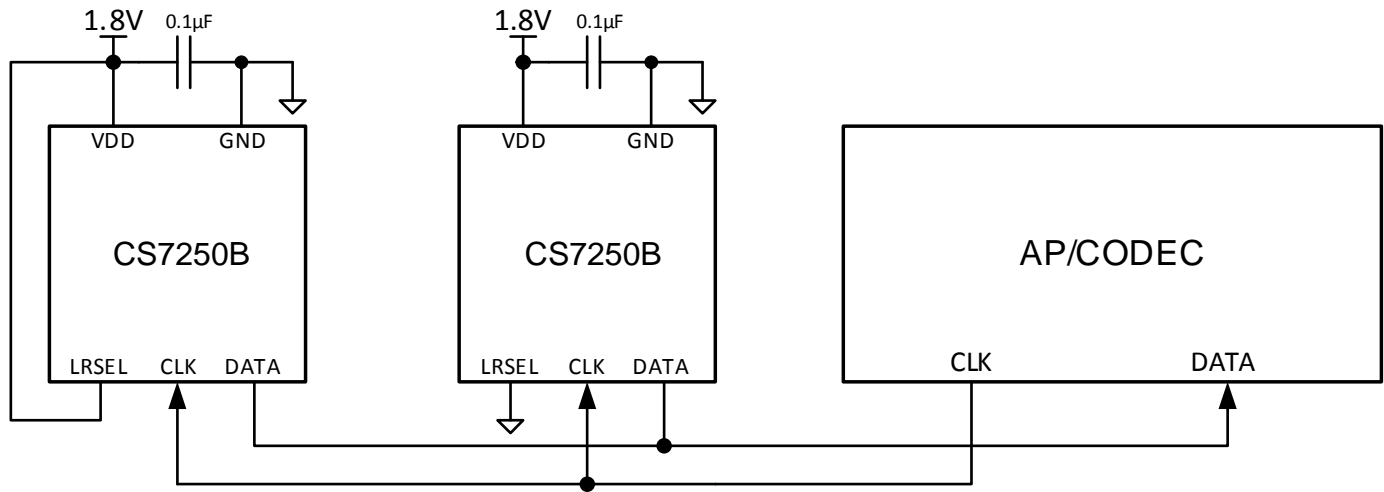 1.8V 0.1µF 1.8V 0.1µF
VDD GND VDD GND
CS7250B CS7250B AP/CODEC
LRSEL CLK DATA LRSEL CLK DATA CLK DATA